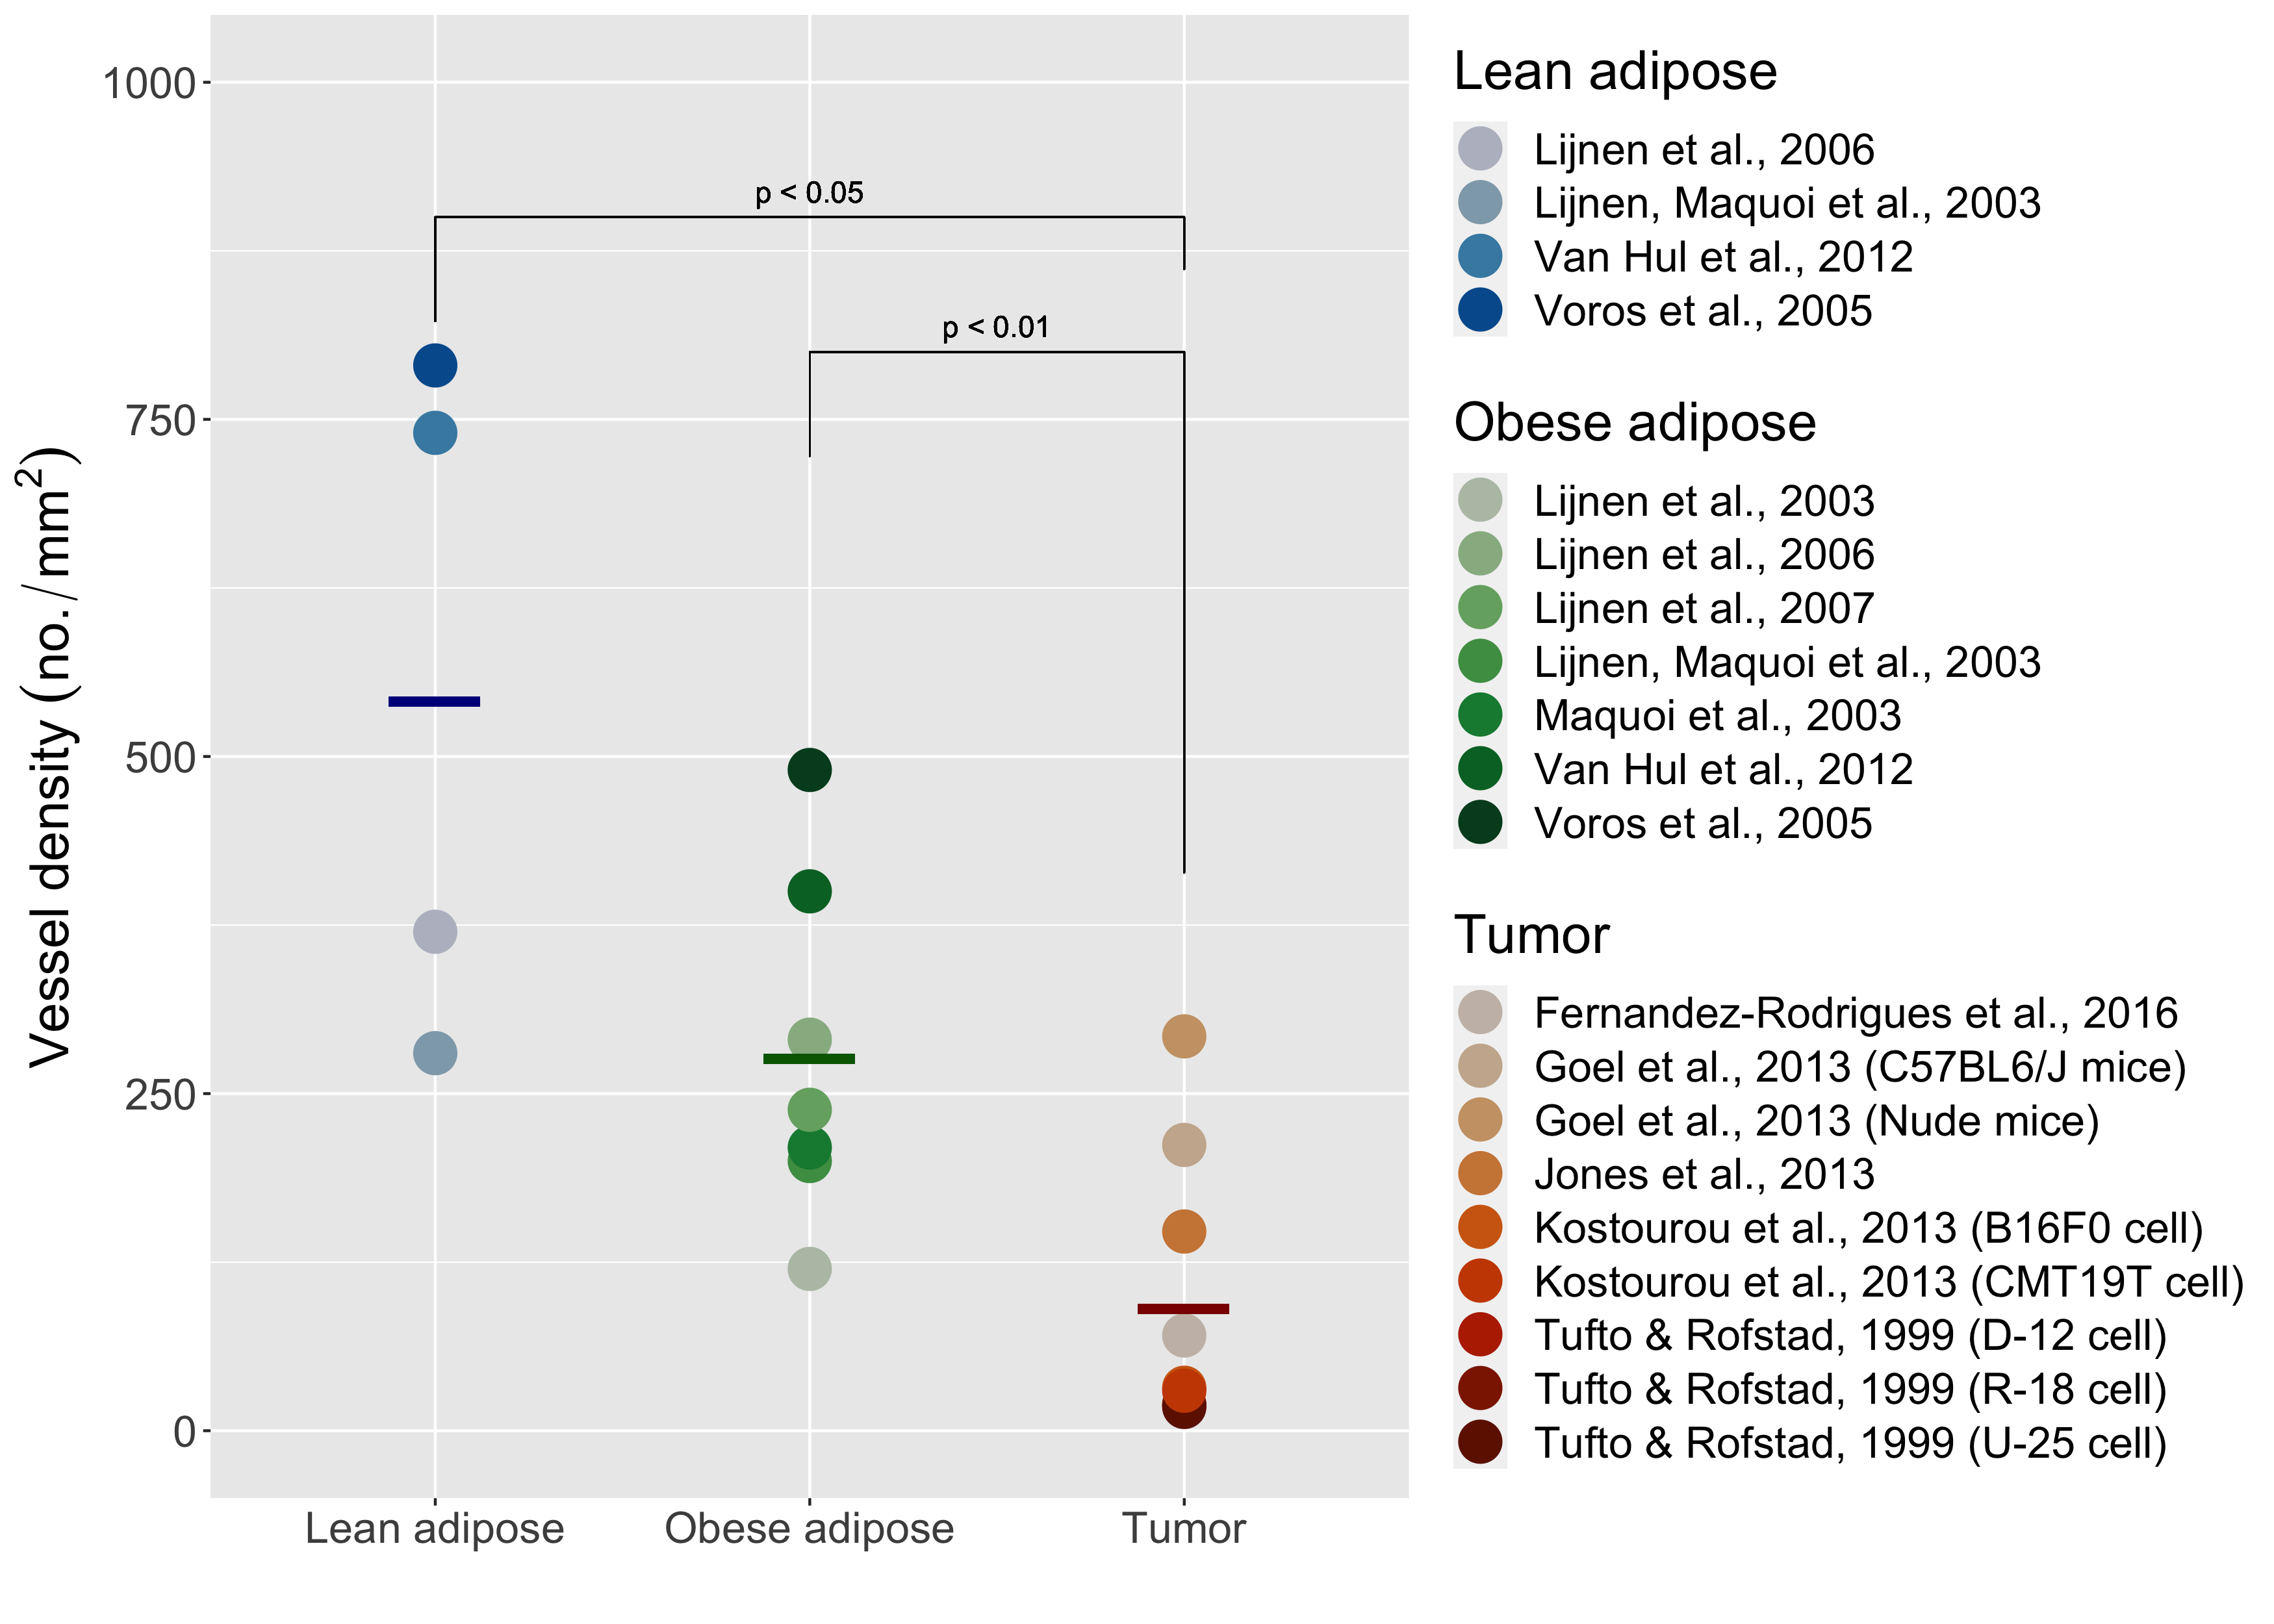 Vessel density (no./mm²)
1000
750
500
250
0
p < 0.05
p < 0.01
Lean adipose
Obese adipose
Tumor
Lean adipose
Lijnen et al., 2006
Lijnen, Maquoi et al., 2003
Van Hul et al., 2012
Voros et al., 2005
Obese adipose
Lijnen et al., 2003
Lijnen et al., 2006
Lijnen et al., 2007
Lijnen, Maquoi et al., 2003
Maquoi et al., 2003
Van Hul et al., 2012
Voros et al., 2005
Tumor
Fernandez-Rodrigues et al., 2016
Goel et al., 2013 (C57BL6/J mice)
Goel et al., 2013 (Nude mice)
Jones et al., 2013
Kostourou et al., 2013 (B16F0 cell)
Kostourou et al., 2013 (CMT19T cell)
Tufto & Rofstad, 1999 (D-12 cell)
Tufto & Rofstad, 1999 (R-18 cell)
Tufto & Rofstad, 1999 (U-25 cell)